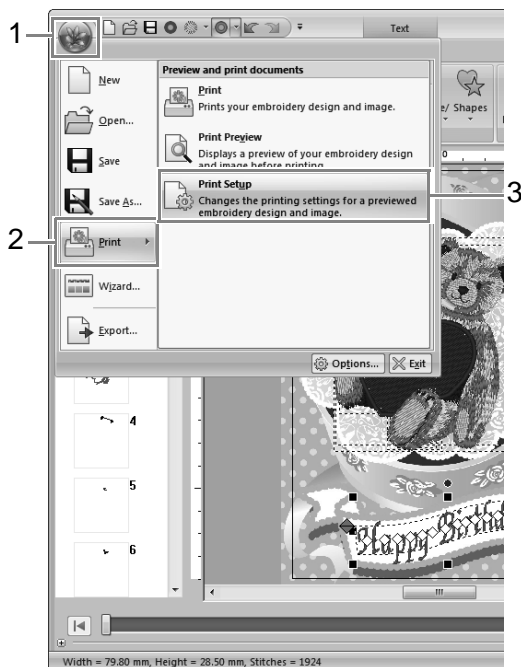 1
Text
New
Open...
Save
Save As...
2
Print
Wizard...
Export...
Preview and print documents
Print
Prints your embroidery design and image.
Print Preview
Displays a preview of your embroidery design
and image before printing.
Print Setup
Changes the printing settings for a previewed
embroidery design and image.
3
Options...
Exit
/ Shapes
0
4
5
6
Happy Birthd
Width = 79.80 mm, Height = 28.50 mm, Stitches = 1924